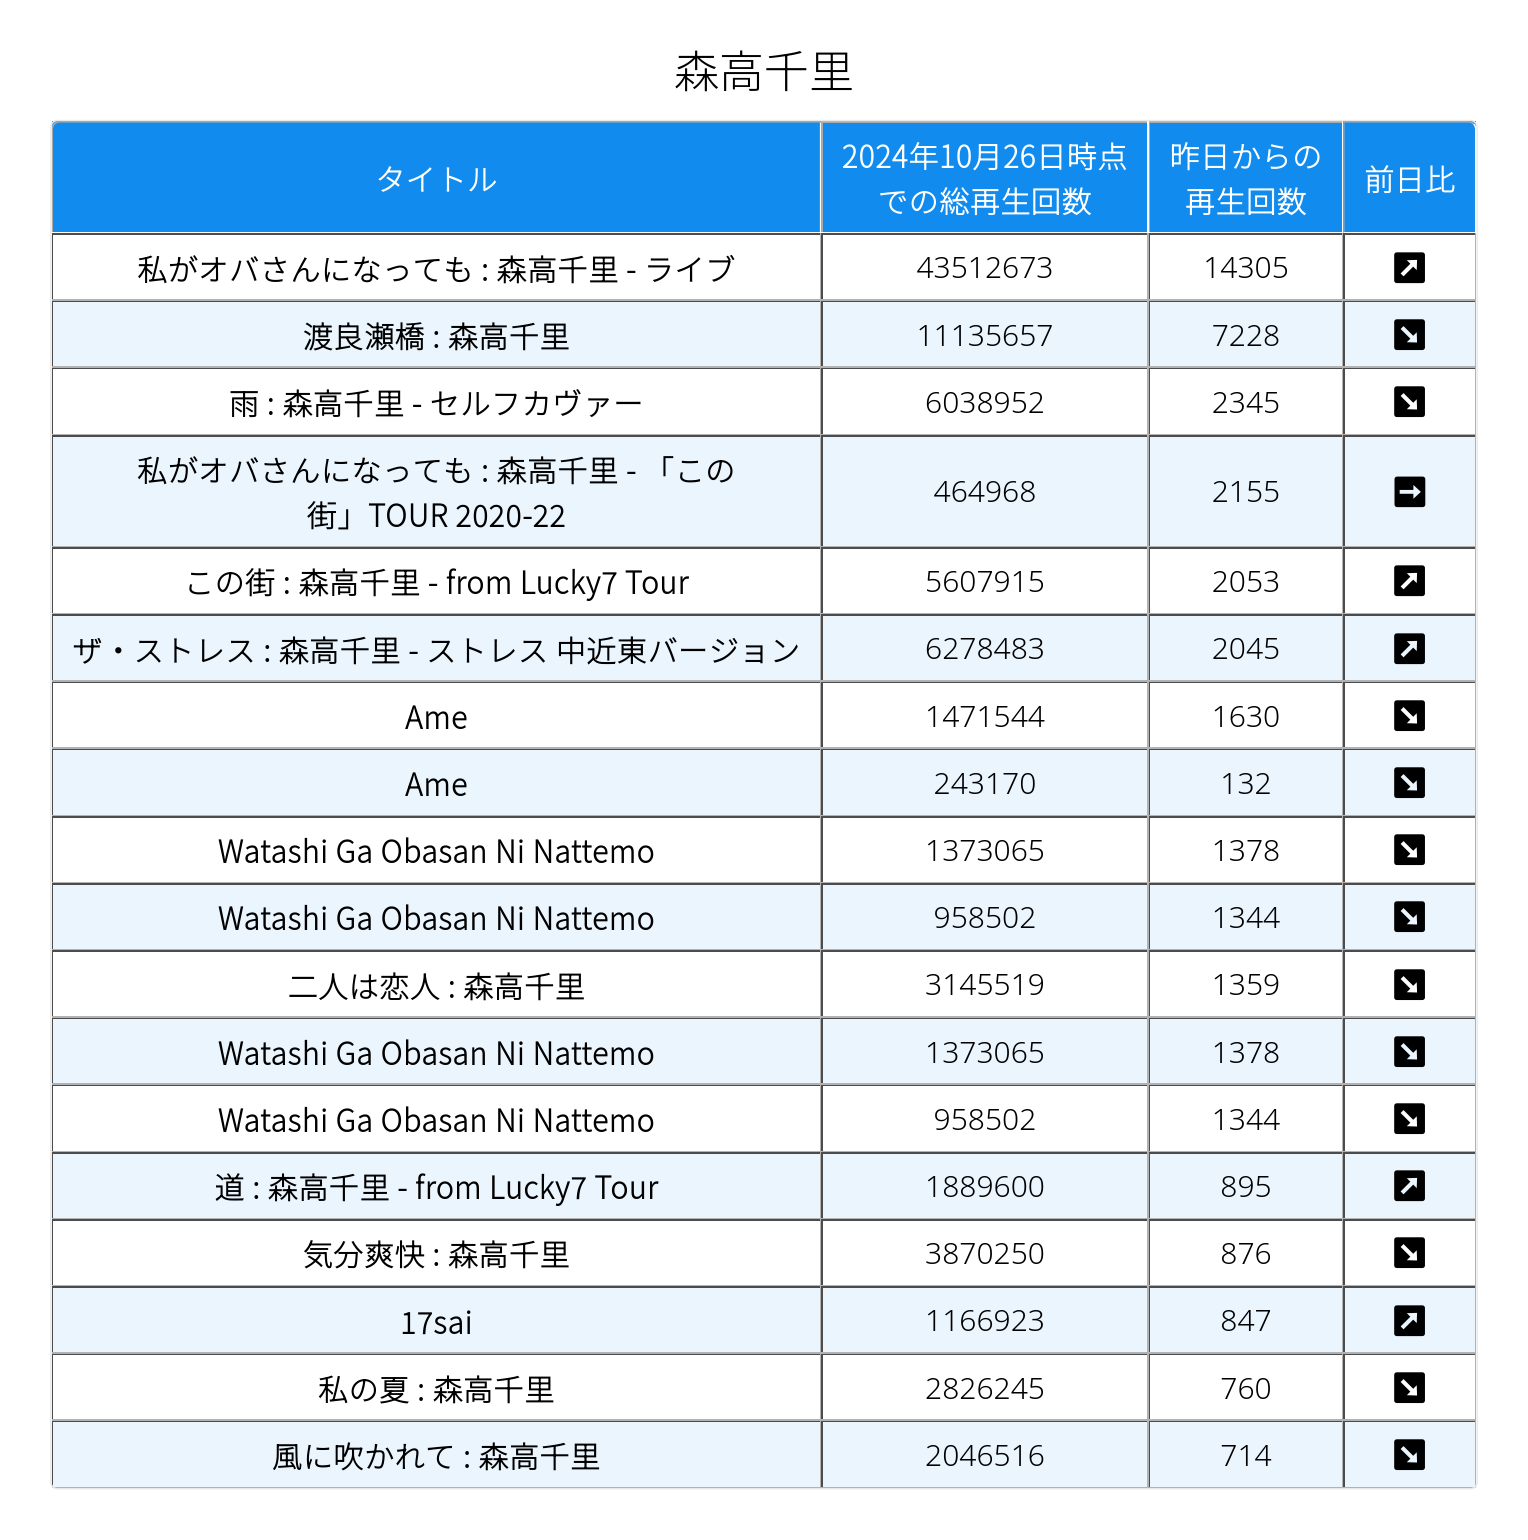 森高千里
タイトル
2024年10月26日時点
での総再生回数
昨日からの
再生回数
前日比
私がオバさんになっても : 森高千里 - ライブ 43512673 14305 ↗
渡良瀬橋 : 森高千里 11135657 7228 ↘
雨 : 森高千里 - セルフカヴァー 6038952 2345 ↘
私がオバさんになっても : 森高千里 - 「この
街」TOUR 2020-22 464968 2155 →
この街 : 森高千里 - from Lucky7 Tour 5607915 2053 ↗
ザ・ストレス : 森高千里 - ストレス 中近東バージョン 6278483 2045 ↗
Ame 1471544 1630 ↘
Ame 243170 132 ↘
Watashi Ga Obasan Ni Nattemo 1373065 1378 ↘
Watashi Ga Obasan Ni Nattemo 958502 1344 ↘
二人は恋人 : 森高千里 3145519 1359 ↘
Watashi Ga Obasan Ni Nattemo 1373065 1378 ↘
Watashi Ga Obasan Ni Nattemo 958502 1344 ↘
道 : 森高千里 - from Lucky7 Tour 1889600 895 ↗
気分爽快 : 森高千里 3870250 876 ↘
17sai 1166923 847 ↗
私の夏 : 森高千里 2826245 760 ↘
風に吹かれて : 森高千里 2046516 714 ↘